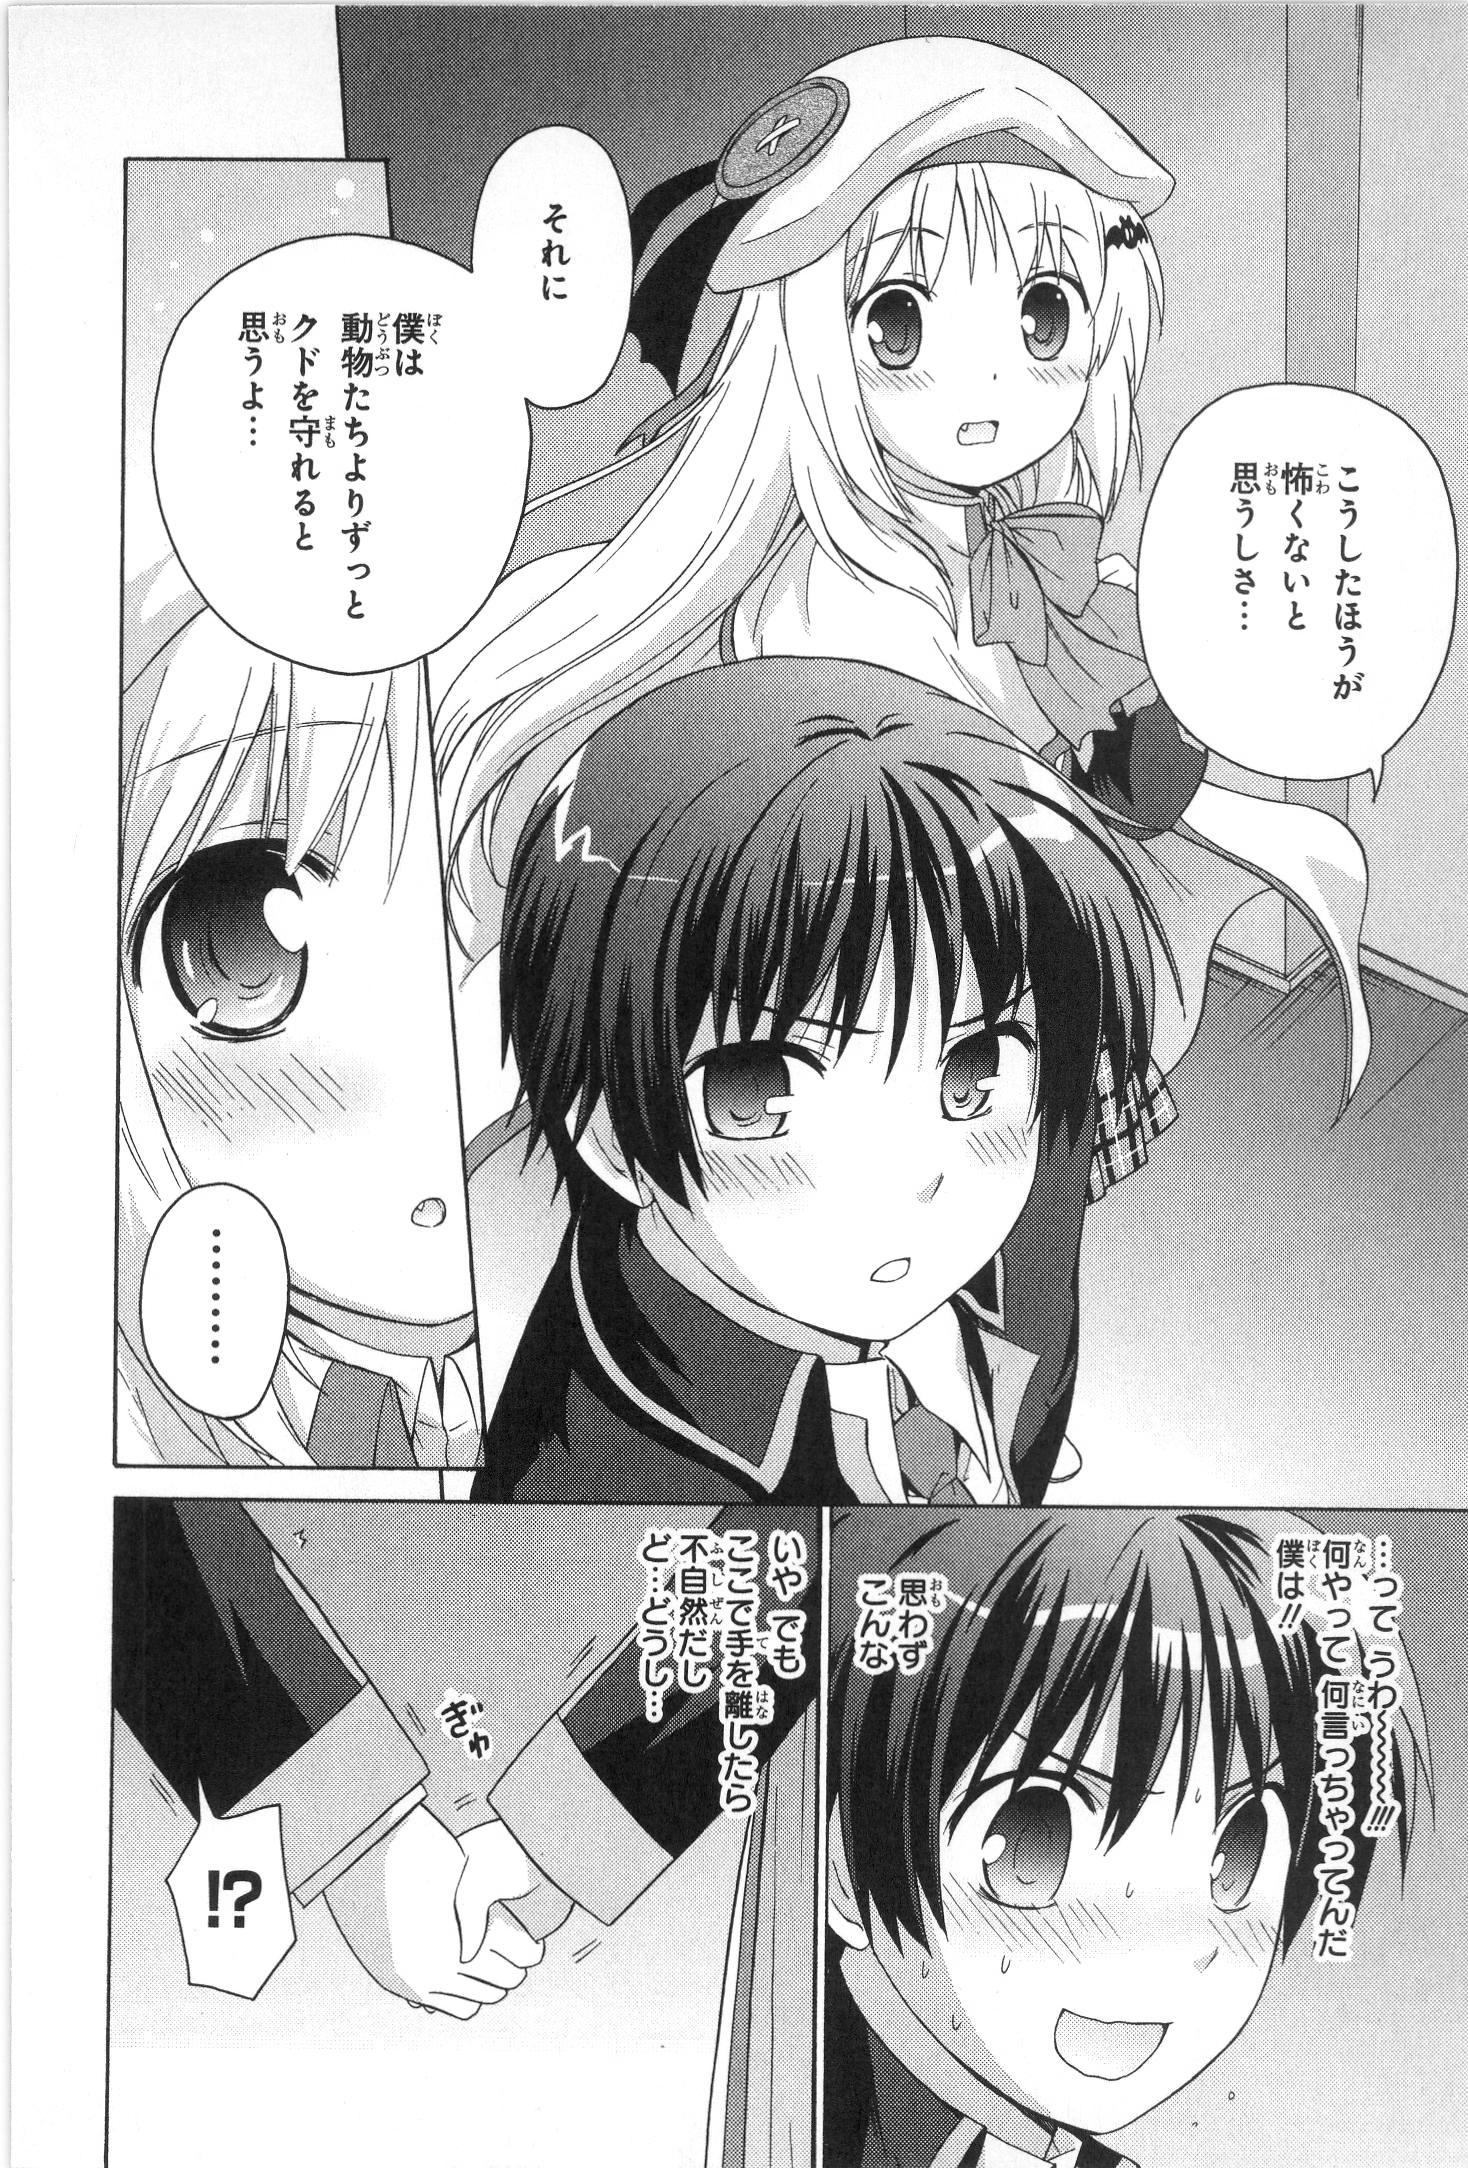 こうしたほうが
怖くないと
思うしさ…
それに
僕は
動物たちよりずっと
クドを守れると
思うよ…
………
…って うわ〜〜〜〜!!!
何やって何言っちゃってんだ
僕は!!
思わず
こんな
いや でも
ここで手を離したら
不自然だし
ど…どうし…
ぎゅ
!?